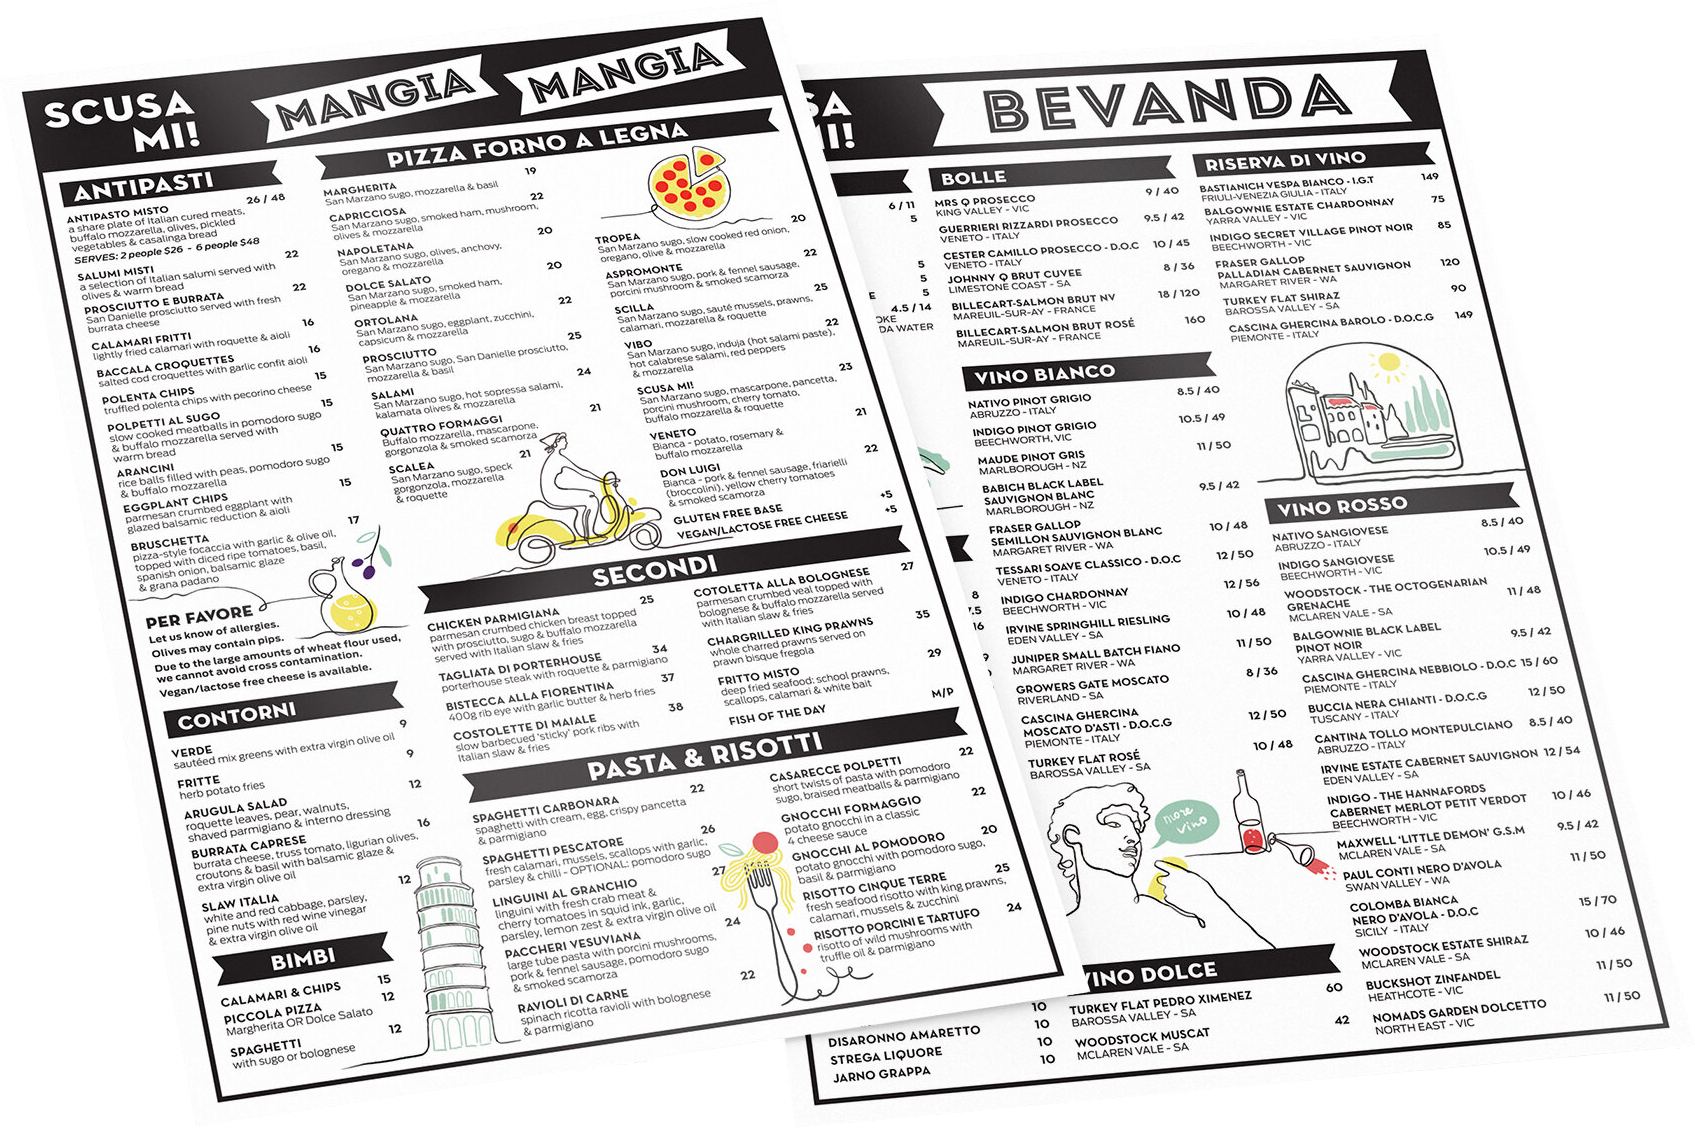 SCUSA
MI!
MANGIA
MANGIA
ANTIPASTI
ANTIPASTO MISTO 26 / 48
a share plate of Italian cured meats,
buffalo mozzarella, olives, pickled
vegetables & casalinga bread
SERVES: 2 people $26 - 6 people $48
SALUMI MISTI 22
a selection of Italian salumi served with
olives & warm bread
PROSCIUTTO E BURRATA 22
San Danielle prosciutto served with fresh
burrata cheese
CALAMARI FRITTI 16
lightly fried calamari with roquette & aioli
BACCALA CROQUETTES 16
salted cod croquettes with garlic confit aioli
POLENTA CHIPS 15
truffled polenta chips with pecorino cheese
POLPETTI AL SUGO 15
slow cooked meatballs in pomodoro sugo
& buffalo mozzarella served with
warm bread
ARANCINI 15
rice balls filled with peas, pomodoro sugo
& buffalo mozzarella
EGGPLANT CHIPS 15
parmesan crumbed eggplant with
glazed balsamic reduction & aioli
BRUSCHETTA 17
pizza-style focaccia with garlic & olive oil,
topped with diced ripe tomatoes, basil,
spanish onion, balsamic glaze
& grana padano
PER FAVORE
Let us know of allergies.
Olives may contain pips.
Due to the large amounts of wheat flour used,
we cannot avoid cross contamination.
Vegan/lactose free cheese is available.
CONTORNI
VERDE 9
sautéed mix greens with extra virgin olive oil
FRITTE 9
herb potato fries
ARUGULA SALAD 12
roquette leaves, pear, walnuts,
shaved parmigiano & interno dressing
BURRATA CAPRESE 16
burrata cheese, truss tomato, ligurian olives,
croutons & basil with balsamic glaze &
extra virgin olive oil
SLAW ITALIA 12
white and red cabbage, parsley,
pine nuts with red wine vinegar
& extra virgin olive oil
BIMBI
CALAMARI & CHIPS 15
PICCOLA PIZZA 12
Margherita OR Dolce Salato
SPAGHETTI 12
with sugo or bolognese
PIZZA FORNO A LEGNA
MARGHERITA 19
San Marzano sugo, mozzarella & basil
CAPRICCIOSA 22
San Marzano sugo, smoked ham, mushroom,
olives & mozzarella
NAPOLETANA 20
San Marzano sugo, olives, anchovy,
oregano & mozzarella
DOLCE SALATO 20
San Marzano sugo, smoked ham,
pineapple & mozzarella
ORTOLANA 22
San Marzano sugo, eggplant, zucchini,
capsicum & mozzarella
PROSCIUTTO 25
San Marzano sugo, San Danielle prosciutto,
mozzarella & basil
SALAMI 24
San Marzano sugo, hot sopressa salami,
kalamata olives & mozzarella
QUATTRO FORMAGGI 21
Buffalo mozzarella, mascarpone,
gorgonzola & smoked scamorza
SCALEA 21
San Marzano sugo, speck
gorgonzola, mozzarella
& roquette
TROPEA 20
San Marzano sugo, slow cooked red onion,
oregano, olive & mozzarella
ASPROMONTE 22
San Marzano sugo, pork & fennel sausage,
porcini mushroom & smoked scamorza
SCILLA 25
San Marzano sugo, sauté mussels, prawns,
calamari, mozzarella & roquette
VIBO 22
San Marzano sugo, induja (hot salami paste),
hot calabrese salami, red peppers
& mozzarella
SCUSA MI! 23
San Marzano sugo, mascarpone, pancetta,
porcini mushroom, cherry tomato,
buffalo mozzarella & roquette
VENETO 21
Bianca - potato, rosemary &
buffalo mozzarella
DON LUIGI 22
Bianca - pork & fennel sausage, friarielli
(broccolini), yellow cherry tomatoes
& smoked scamorza
GLUTEN FREE BASE +5
VEGAN/LACTOSE FREE CHEESE +5
SECONDI
CHICKEN PARMIGIANA 25
parmesan crumbed chicken breast topped
with prosciutto, sugo & buffalo mozzarella
served with Italian slaw & fries
TAGLIATA DI PORTERHOUSE 34
porterhouse steak with roquette & parmigiano
BISTECCA ALLA FIORENTINA 37
400g rib eye with garlic butter & herb fries
COSTOLETTE DI MAIALE 38
slow barbecued 'sticky' pork ribs with
Italian slaw & fries
COTOLETTA ALLA BOLOGNESE 27
parmesan crumbed veal topped with
bolognese & buffalo mozzarella served
with Italian slaw & fries
CHARGRILLED KING PRAWNS 35
whole charred prawns served on
prawn bisque fregola
FRITTO MISTO 29
deep fried seafood: school prawns,
scallops, calamari & white bait
FISH OF THE DAY M/P
PASTA & RISOTTI
SPAGHETTI CARBONARA 22
spaghetti with cream, egg, crispy pancetta
& parmigiano
SPAGHETTI PESCATORE 26
fresh calamari, mussels, scallops with garlic,
parsley & chilli - OPTIONAL: pomodoro sugo
LINGUINI AL GRANCHIO 27
linguini with fresh crab meat &
cherry tomatoes in squid ink, garlic,
parsley, lemon zest & extra virgin olive oil
PACCHERI VESUVIANA 24
large tube pasta with porcini mushrooms,
pork & fennel sausage, pomodoro sugo
& smoked scamorza
RAVIOLI DI CARNE 22
spinach ricotta ravioli with bolognese
& parmigiano
CASARECCE POLPETTI 22
short twists of pasta with pomodoro
sugo, braised meatballs & parmigiano
GNOCCHI FORMAGGIO 22
potato gnocchi in a classic
4 cheese sauce
GNOCCHI AL POMODORO 20
potato gnocchi with pomodoro sugo,
basil & parmigiano
RISOTTO CINQUE TERRE 25
fresh seafood risotto with king prawns,
calamari, mussels & zucchini
RISOTTO PORCINI E TARTUFO 24
risotto of wild mushrooms with
truffle oil & parmigiano
SA
MI!
BEVANDA
6 / 11
5
5
5
E 5
4.5 / 14
OKE
DA WATER
8
7.5
16
9
10
DISARONNO AMARETTO 10
STREGA LIQUORE 10
JARNO GRAPPA
BOLLE
MRS Q PROSECCO 9 / 40
KING VALLEY - VIC
GUERRIERI RIZZARDI PROSECCO 9.5 / 42
VENETO - ITALY
CESTER CAMILLO PROSECCO - D.O.C 10 / 45
VENETO - ITALY
JOHNNY Q BRUT CUVEE 8 / 36
LIMESTONE COAST - SA
BILLECART-SALMON BRUT NV 18 / 120
MAREUIL-SUR-AY - FRANCE
BILLECART-SALMON BRUT ROSÉ 160
MAREUIL-SUR-AY - FRANCE
VINO BIANCO
NATIVO PINOT GRIGIO 8.5 / 40
ABRUZZO - ITALY
INDIGO PINOT GRIGIO 10.5 / 49
BEECHWORTH, VIC
MAUDE PINOT GRIS 11 / 50
MARLBOROUGH - NZ
BABICH BLACK LABEL
SAUVIGNON BLANC 9.5 / 42
MARLBOROUGH - NZ
FRASER GALLOP
SEMILLON SAUVIGNON BLANC 10 / 48
MARGARET RIVER - WA
TESSARI SOAVE CLASSICO - D.O.C 12 / 50
VENETO - ITALY
INDIGO CHARDONNAY 12 / 56
BEECHWORTH - VIC
IRVINE SPRINGHILL RIESLING 10 / 48
EDEN VALLEY - SA
JUNIPER SMALL BATCH FIANO 11 / 50
MARGARET RIVER - WA
GROWERS GATE MOSCATO 8 / 36
RIVERLAND - SA
CASCINA GHERCINA
MOSCATO D'ASTI - D.O.C.G 12 / 50
PIEMONTE - ITALY
TURKEY FLAT ROSÉ 10 / 48
BAROSSA VALLEY - SA
more
vino
VINO DOLCE
TURKEY FLAT PEDRO XIMENEZ 60
BAROSSA VALLEY - SA
WOODSTOCK MUSCAT 42
MCLAREN VALE - SA
RISERVA DI VINO
BASTIANICH VESPA BIANCO - I.G.T 149
FRIULI-VENEZIA GIULIA - ITALY
BALGOWNIE ESTATE CHARDONNAY 75
YARRA VALLEY - VIC
INDIGO SECRET VILLAGE PINOT NOIR 85
BEECHWORTH - VIC
FRASER GALLOP
PALLADIAN CABERNET SAUVIGNON 120
MARGARET RIVER - WA
TURKEY FLAT SHIRAZ 90
BAROSSA VALLEY - SA
CASCINA GHERCINA BAROLO - D.O.C.G 149
PIEMONTE - ITALY
VINO ROSSO
NATIVO SANGIOVESE 8.5 / 40
ABRUZZO - ITALY
INDIGO SANGIOVESE 10.5 / 49
BEECHWORTH - VIC
WOODSTOCK - THE OCTOGENARIAN
GRENACHE 11 / 48
MCLAREN VALE - SA
BALGOWNIE BLACK LABEL
PINOT NOIR 9.5 / 42
YARRA VALLEY - VIC
CASCINA GHERCINA NEBBIOLO - D.O.C 15 / 60
PIEMONTE - ITALY
BUCCIA NERA CHIANTI - D.O.C.G 12 / 50
TUSCANY - ITALY
CANTINA TOLLO MONTEPULCIANO 8.5 / 40
ABRUZZO - ITALY
IRVINE ESTATE CABERNET SAUVIGNON 12 / 54
EDEN VALLEY - SA
INDIGO - THE HANNAFORDS
CABERNET MERLOT PETIT VERDOT 10 / 46
BEECHWORTH - VIC
MAXWELL 'LITTLE DEMON' G.S.M 9.5 / 42
MCLAREN VALE - SA
PAUL CONTI NERO D'AVOLA 11 / 50
SWAN VALLEY - WA
COLOMBA BIANCA
NERO D'AVOLA - D.O.C 15 / 70
SICILY - ITALY
WOODSTOCK ESTATE SHIRAZ 10 / 46
MCLAREN VALE - SA
BUCKSHOT ZINFANDEL 11 / 50
HEATHCOTE - VIC
NOMADS GARDEN DOLCETTO 11 / 50
NORTH EAST - VIC